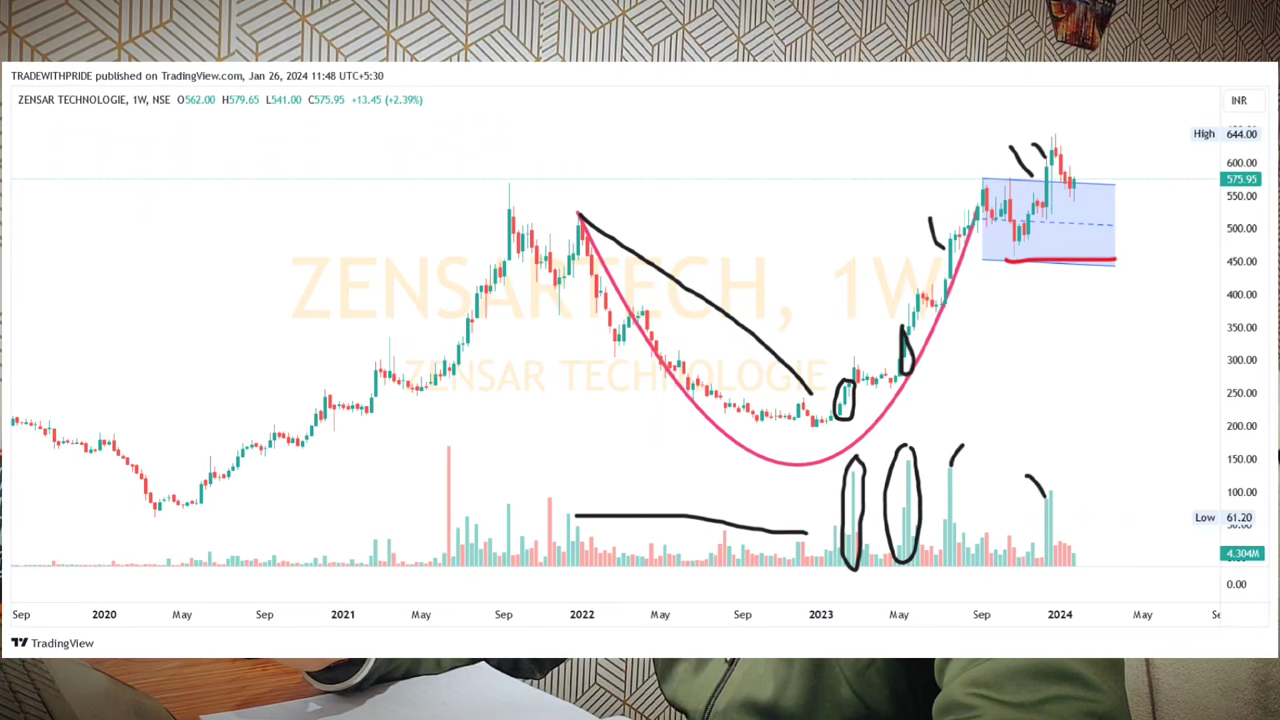 TRADEWITHPRIDE published on TradingView.com, Jan 26, 2024 11:48 UTC+5:30
ZENSAR TECHNOLOGIE, 1W, NSE O562.00 H579.65 L541.00 C575.95 +13.45 (+2.39%)
INR
High 644.00
600.00
575.95
550.00
500.00
450.00
400.00
350.00
300.00
250.00
200.00
150.00
100.00
Low 61.20
4.304M
0.00
ZENSARTECH, 1W
ZENSAR TECHNOLOGIE
Sep 2020 May Sep 2021 May Sep 2022 May Sep 2023 May Sep 2024 May
TradingView